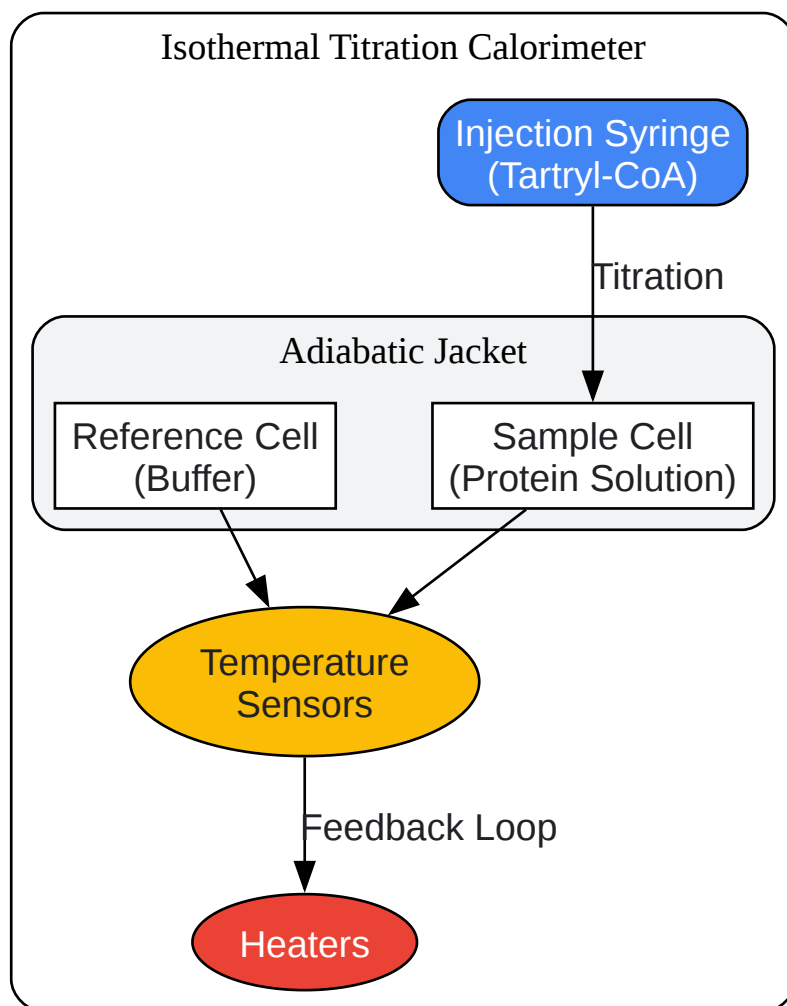 Isothermal Titration Calorimeter
Injection Syringe
(Tartryl-CoA)
Titration
Adiabatic Jacket
Reference Cell
(Buffer)
Sample Cell
(Protein Solution)
Temperature
Sensors
Feedback Loop
Heaters